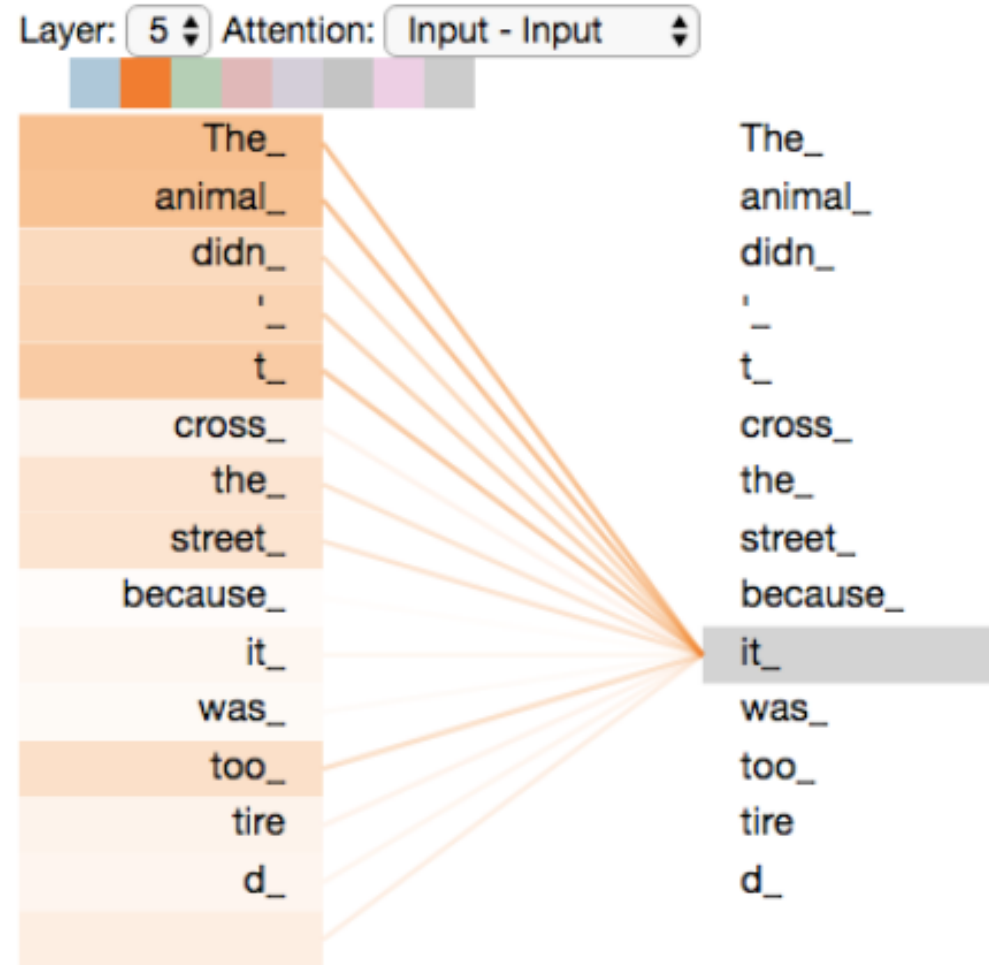 Layer: 5 Attention: Input - Input
The_ The_
animal_ animal_
didn_ didn_
'_ '_
t_ t_
cross_ cross_
the_ the_
street_ street_
because_ because_
it_ it_
was_ was_
too_ too_
tire tire
d_ d_